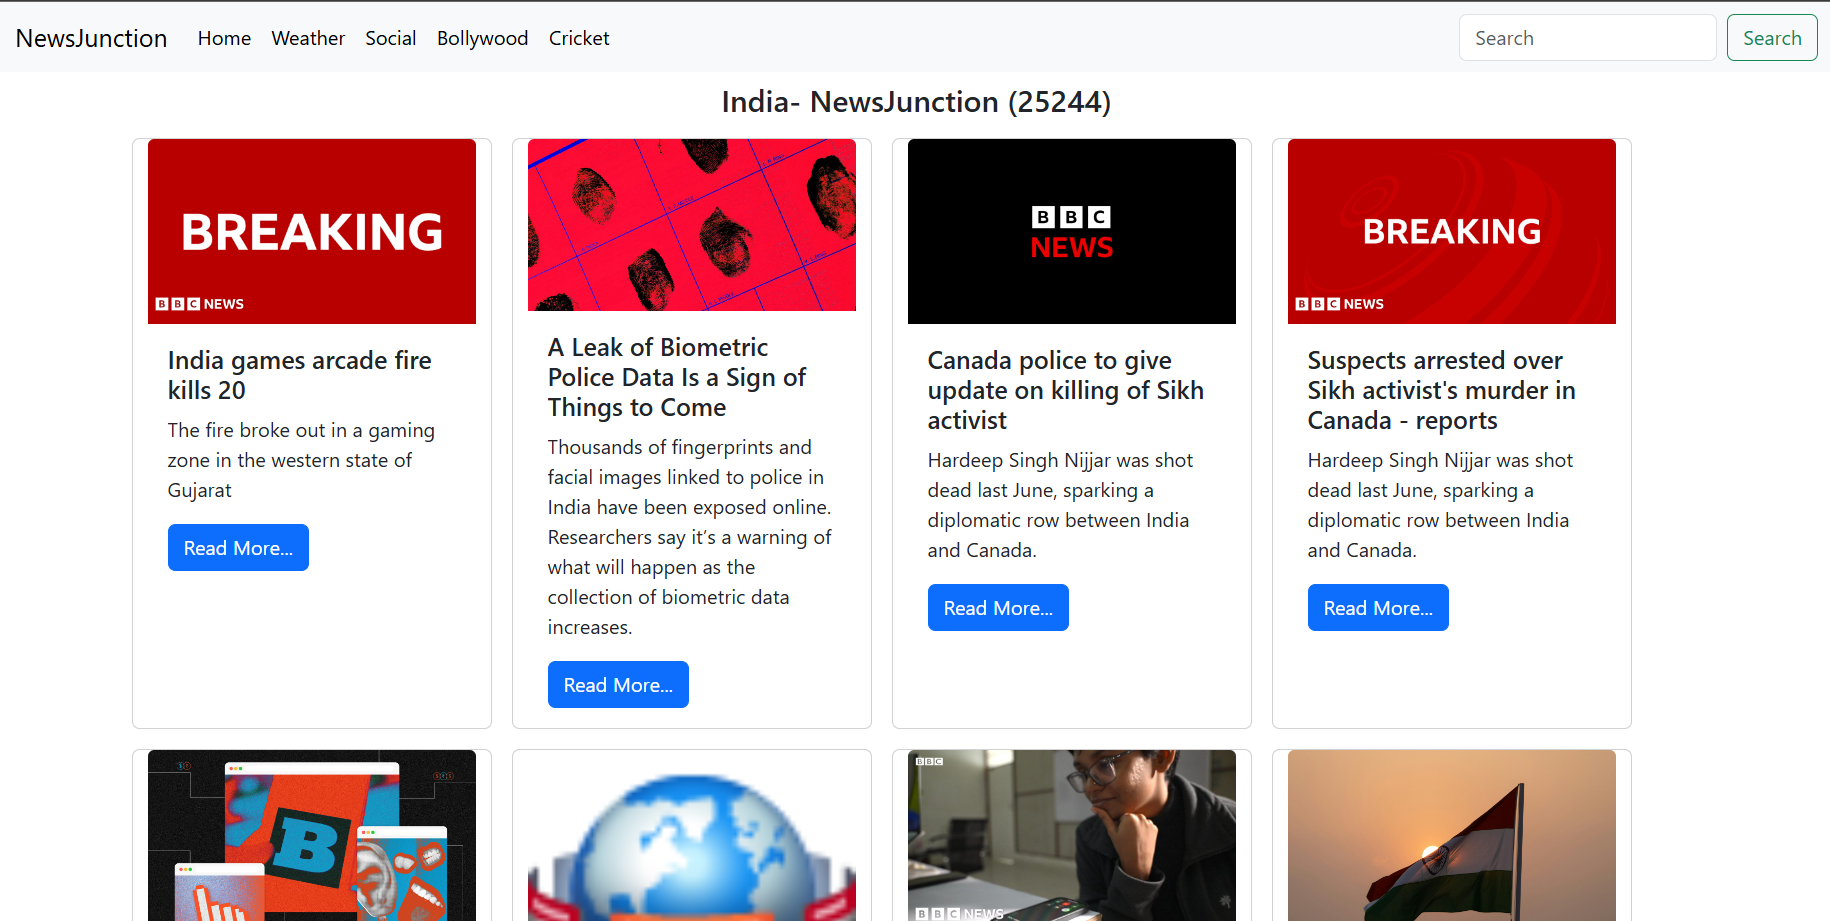 NewsJunction Home Weather Social Bollywood Cricket Search Search
India- NewsJunction (25244)
BREAKING
BBC NEWS
India games arcade fire
kills 20
The fire broke out in a gaming
zone in the western state of
Gujarat
Read More...
A Leak of Biometric
Police Data Is a Sign of
Things to Come
Thousands of fingerprints and
facial images linked to police in
India have been exposed online.
Researchers say it’s a warning of
what will happen as the
collection of biometric data
increases.
Read More...
BBC
NEWS
Canada police to give
update on killing of Sikh
activist
Hardeep Singh Nijjar was shot
dead last June, sparking a
diplomatic row between India
and Canada.
Read More...
BREAKING
BBC NEWS
Suspects arrested over
Sikh activist's murder in
Canada - reports
Hardeep Singh Nijjar was shot
dead last June, sparking a
diplomatic row between India
and Canada.
Read More...
B
BBC
BBC NEWS